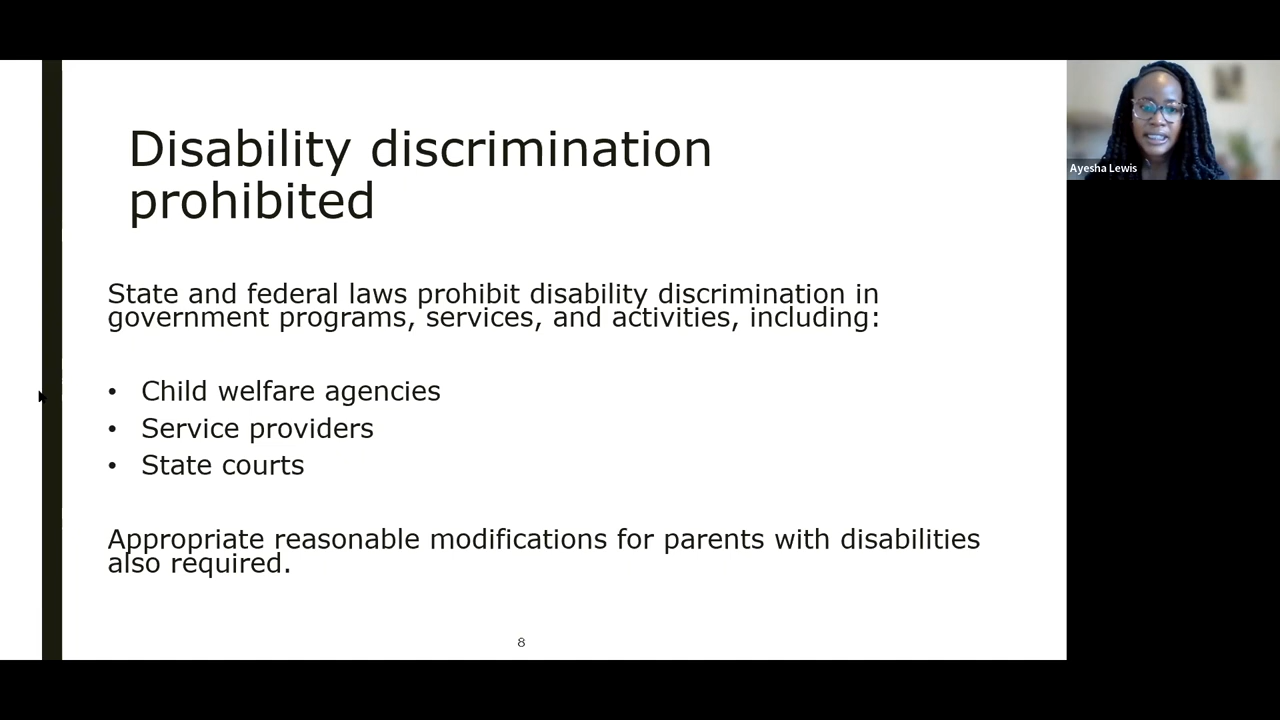 Disability discrimination
prohibited
State and federal laws prohibit disability discrimination in
government programs, services, and activities, including:
• Child welfare agencies
• Service providers
• State courts
Appropriate reasonable modifications for parents with disabilities
also required.
8
Ayesha Lewis